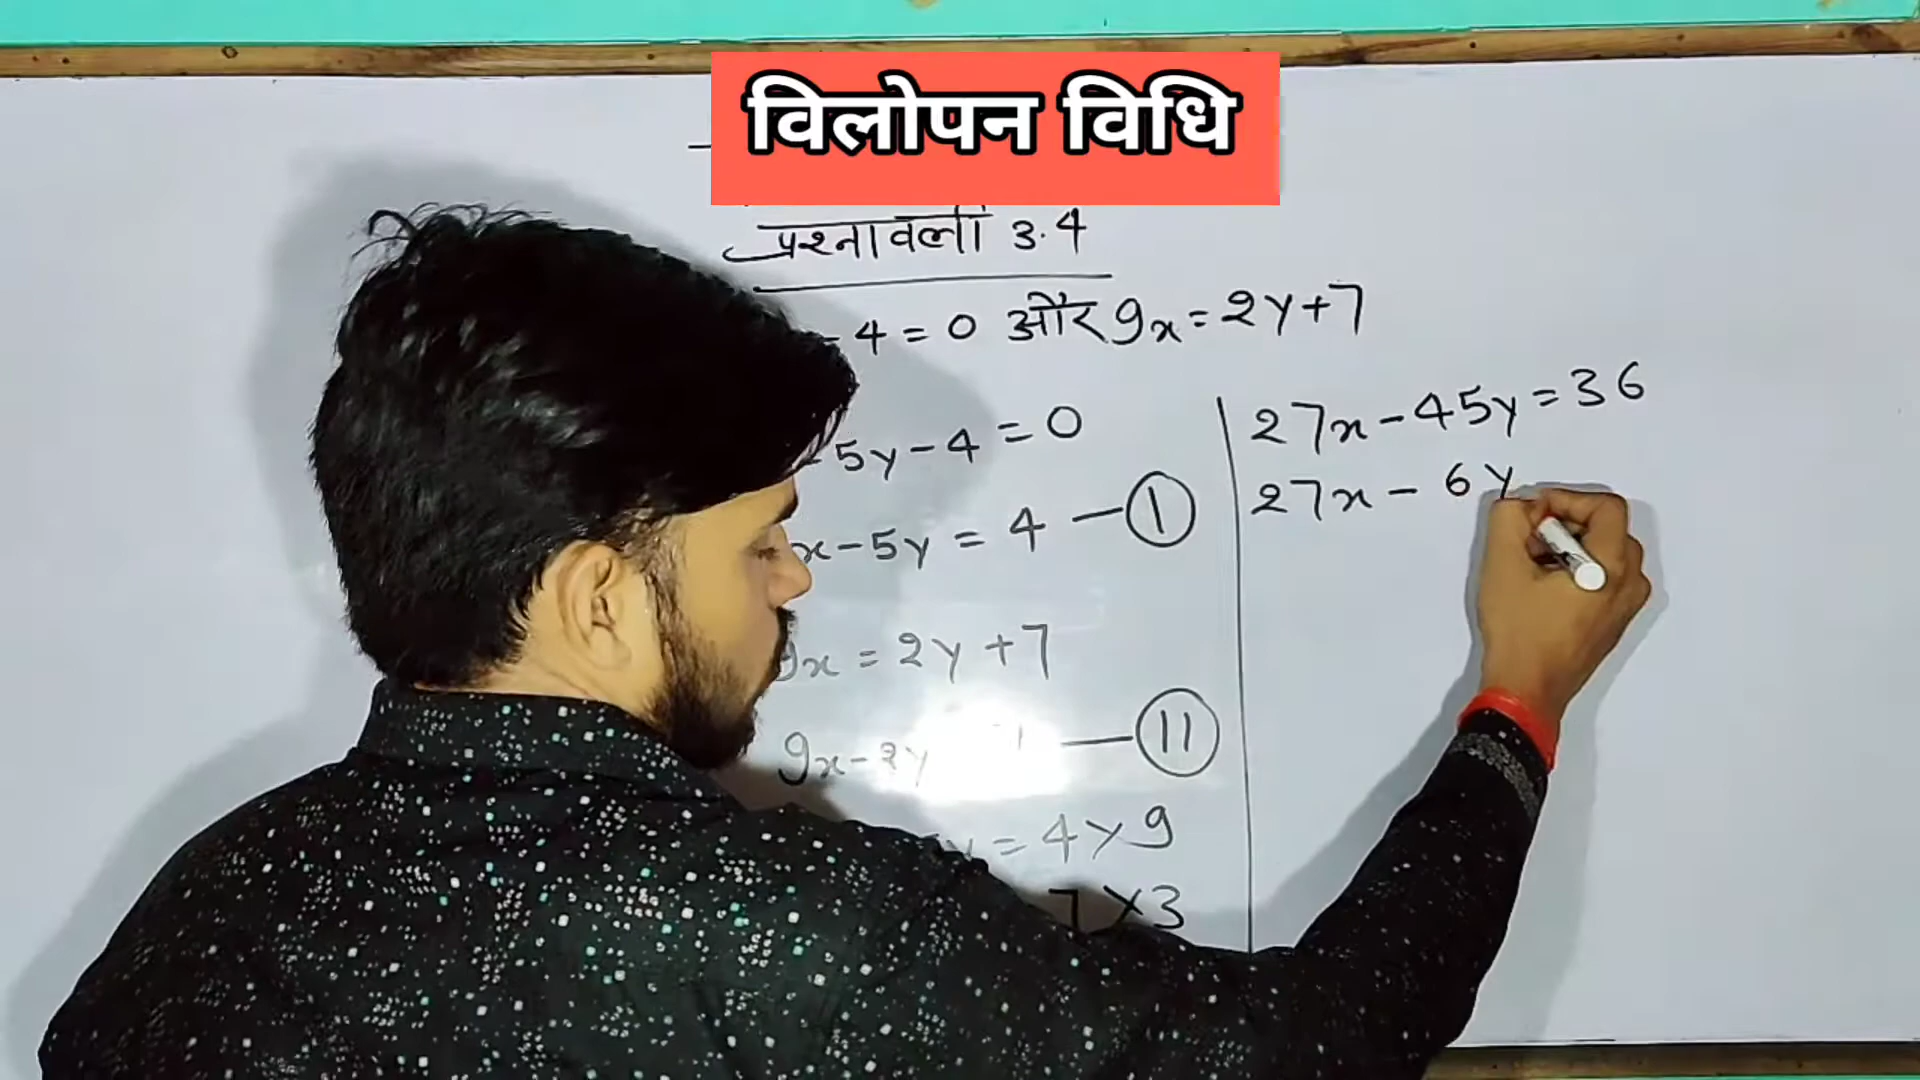 विलोपन विधि
प्रश्नावली 3.4
- 4 = 0 और 9x = 2y + 7
- 5y - 4 = 0
x - 5y = 4 — (1)
9x = 2y + 7
9x - 2y — (11)
y = 4 × 9
7 × 3
27x - 45y = 36
27x - 6y